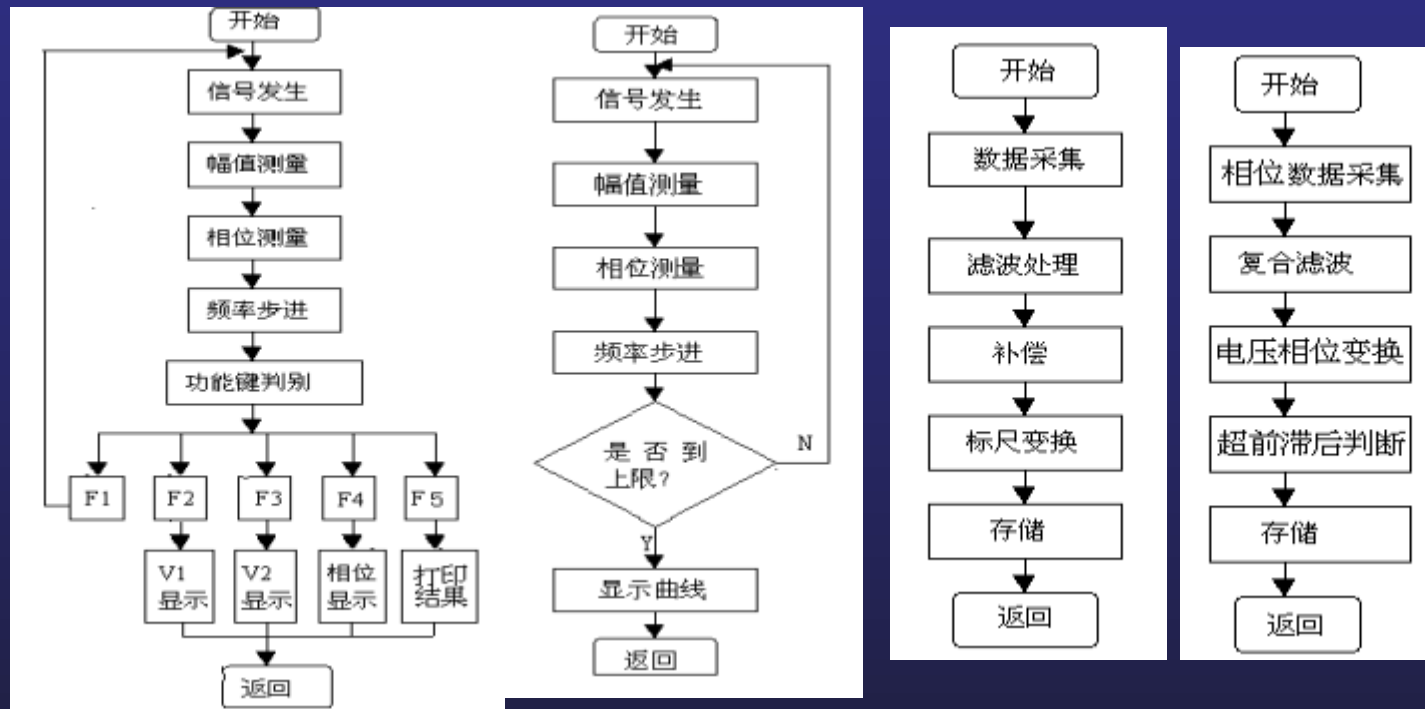 开始
信号发生
幅值测量
相位测量
频率步进
功能键判别
F1
F2
F3
F4
F5
V1
显示
V2
显示
相位
显示
打印
结果
返回
开始
信号发生
幅值测量
相位测量
频率步进
是否到
上限?
N
Y
显示曲线
返回
开始
数据采集
滤波处理
补偿
标尺变换
存储
返回
开始
相位数据采集
复合滤波
电压相位变换
超前滞后判断
存储
返回